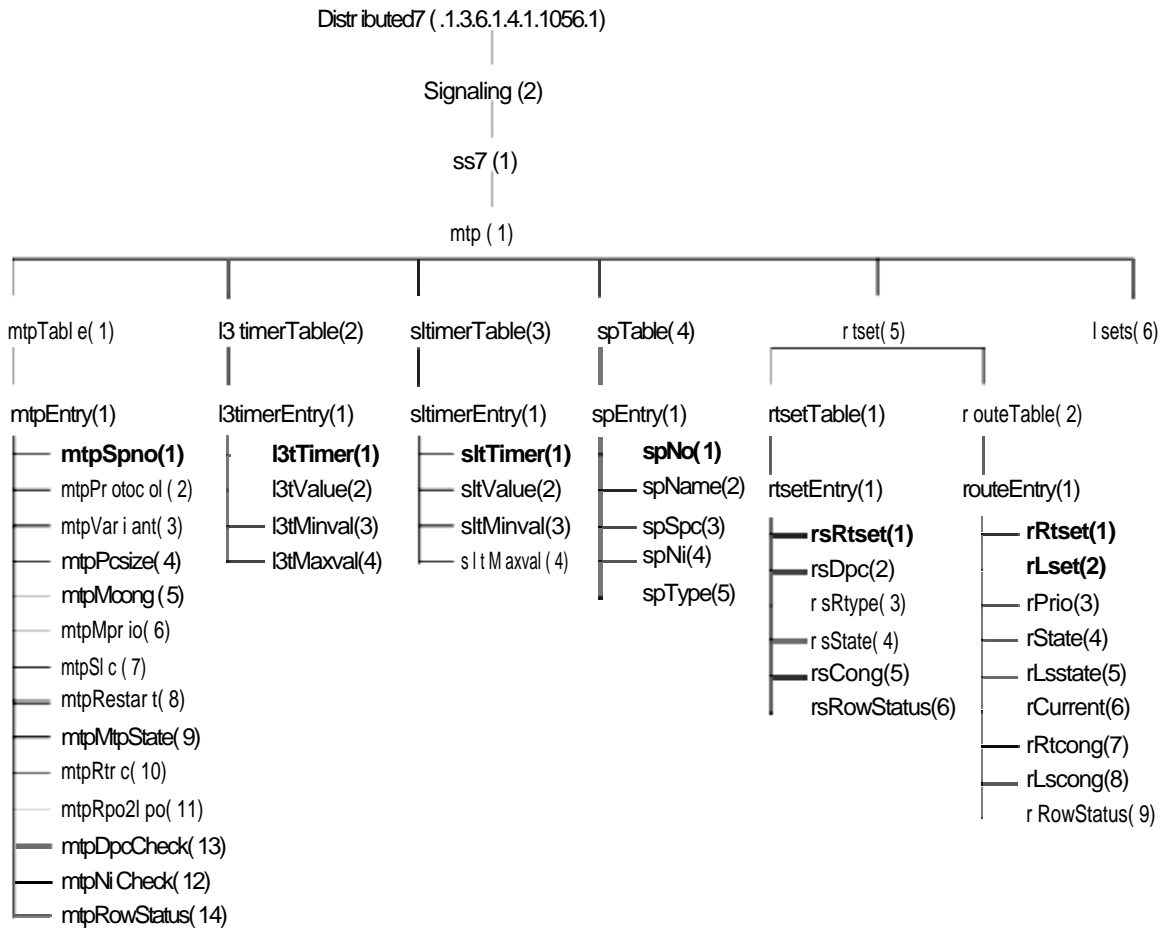 Distributed7 (.1.3.6.1.4.1.1056.1)
Signaling (2)
ss7 (1)
mtp (1)
mtpTable(1) l3timerTable(2) sltimerTable(3) spTable(4) rtset(5) lsets(6)
mtpEntry(1) l3timerEntry(1) sltimerEntry(1) spEntry(1) rtsetTable(1) routeTable(2)
mtpSpno(1) l3tTimer(1) sltTimer(1) spNo(1)
mtpProtocol(2) l3tValue(2) sltValue(2) spName(2) rtsetEntry(1) routeEntry(1)
mtpVariant(3) l3tMinval(3) sltMinval(3) spSpc(3) rsRtset(1) rRtset(1)
mtpPcsize(4) l3tMaxval(4) sltMaxval(4) spNi(4) rsDpc(2) rLset(2)
mtpMcong(5) spType(5) rsRtype(3) rPrio(3)
mtpMprio(6) rsState(4) rState(4)
mtpSlc(7) rsCong(5) rLsstate(5)
mtpRestart(8) rsRowStatus(6) rCurrent(6)
mtpMtpState(9) rRtcong(7)
mtpRtrc(10) rLscong(8)
mtpRpo2lpo(11) rRowStatus(9)
mtpDpcCheck(13)
mtpNiCheck(12)
mtpRowStatus(14)